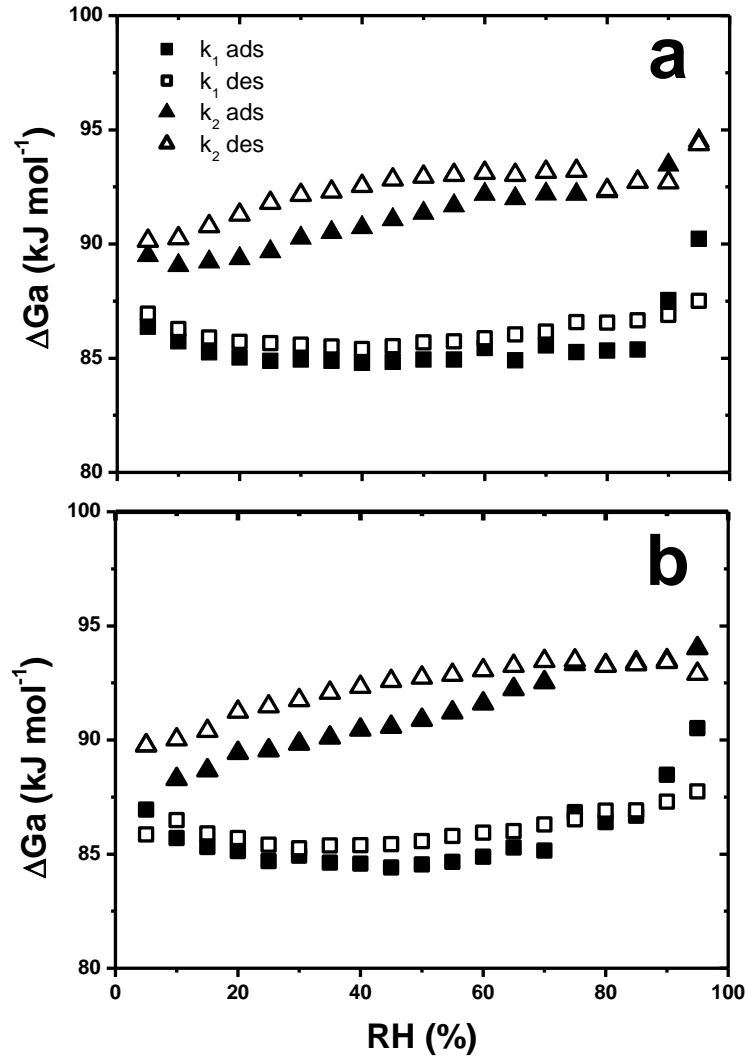 100
95
90
85
80
ΔGa (kJ mol⁻¹)
k₁ ads
k₁ des
k₂ ads
k₂ des
a
100
95
90
85
80
ΔGa (kJ mol⁻¹)
b
0 20 40 60 80 100
RH (%)